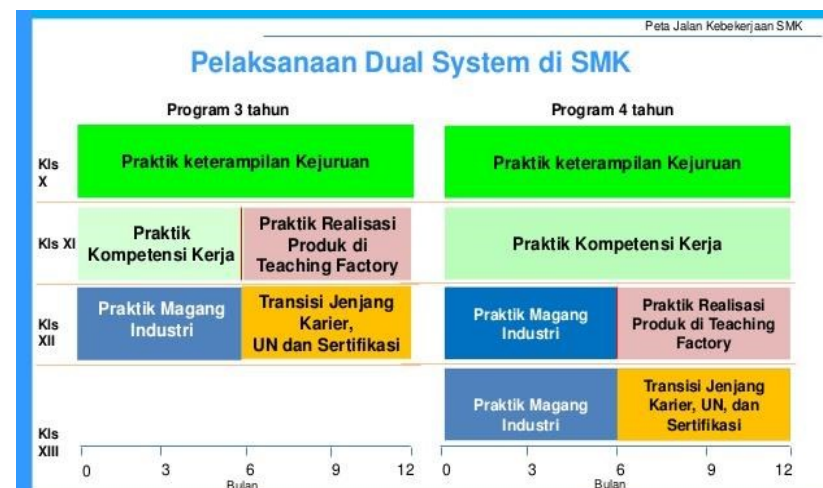 Peta Jalan Kebekerjaan SMK
Pelaksanaan Dual System di SMK
Program 3 tahun
Program 4 tahun
Kls
X
Praktik keterampilan Kejuruan
Praktik keterampilan Kejuruan
Kls XI
Praktik
Kompetensi Kerja
Praktik Realisasi
Produk di
Teaching Factory
Praktik Kompetensi Kerja
Kls
XII
Praktik Magang
Industri
Transisi Jenjang
Karier,
UN dan Sertifikasi
Praktik Magang
Industri
Praktik Realisasi
Produk di Teaching
Factory
Kls
XIII
Praktik Magang
Industri
Transisi Jenjang
Karier, UN, dan
Sertifikasi
0 3 6 9 12
Bulan
0 3 6 9 12
Bulan